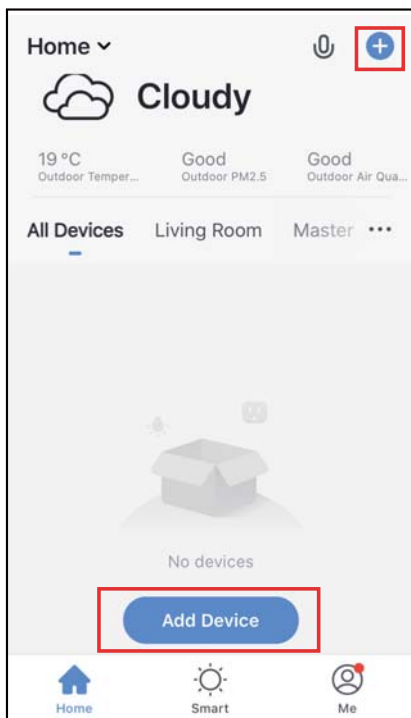 Home
Cloudy
19 °C
Good
Good
Outdoor Temper...
Outdoor PM2.5
Outdoor Air Qua...
All Devices
Living Room
Master
No devices
Add Device
Home
Smart
Me